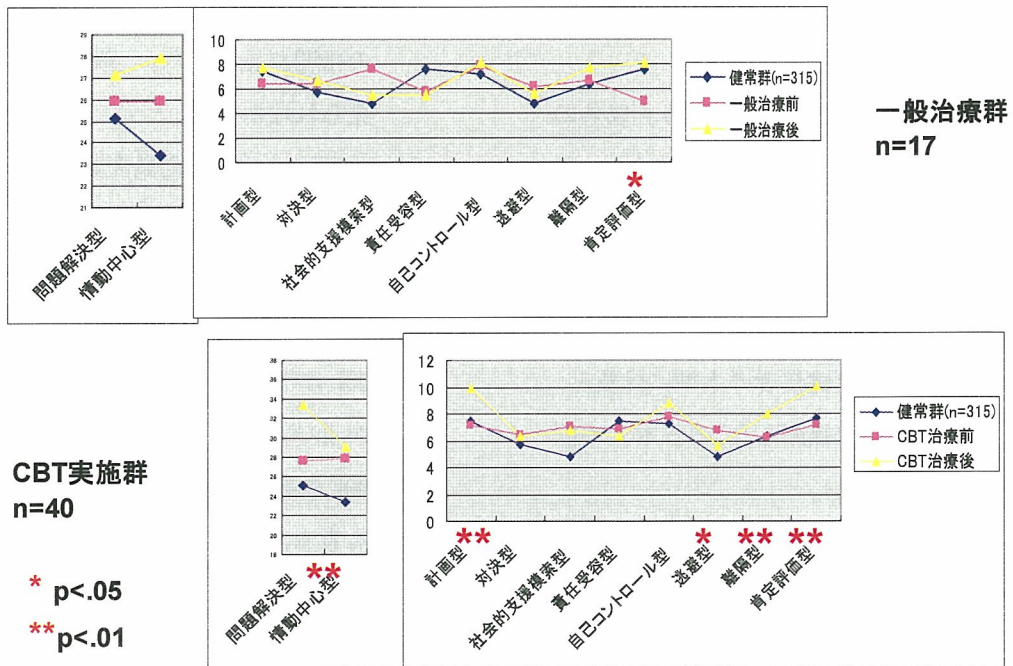 29
28
27
26
25
24
23
22
21
問題解決型
情動中心型
10
8
6
4
2
0
計画型
対決型
社会的支援模索型
責任受容型
自己コントロール型
逃避型
離隔型
*
肯定評価型
健常群(n=315)
一般治療前
一般治療後
一般治療群
n=17
CBT実施群
n=40
* p<.05
**p<.01
38
36
34
32
30
28
26
24
22
20
18
問題解決型
**
情動中心型
12
10
8
6
4
2
0
**
計画型
対決型
社会的支援模索型
責任受容型
自己コントロール型
*
逃避型
**
離隔型
**
肯定評価型
健常群(n=315)
CBT治療前
CBT治療後